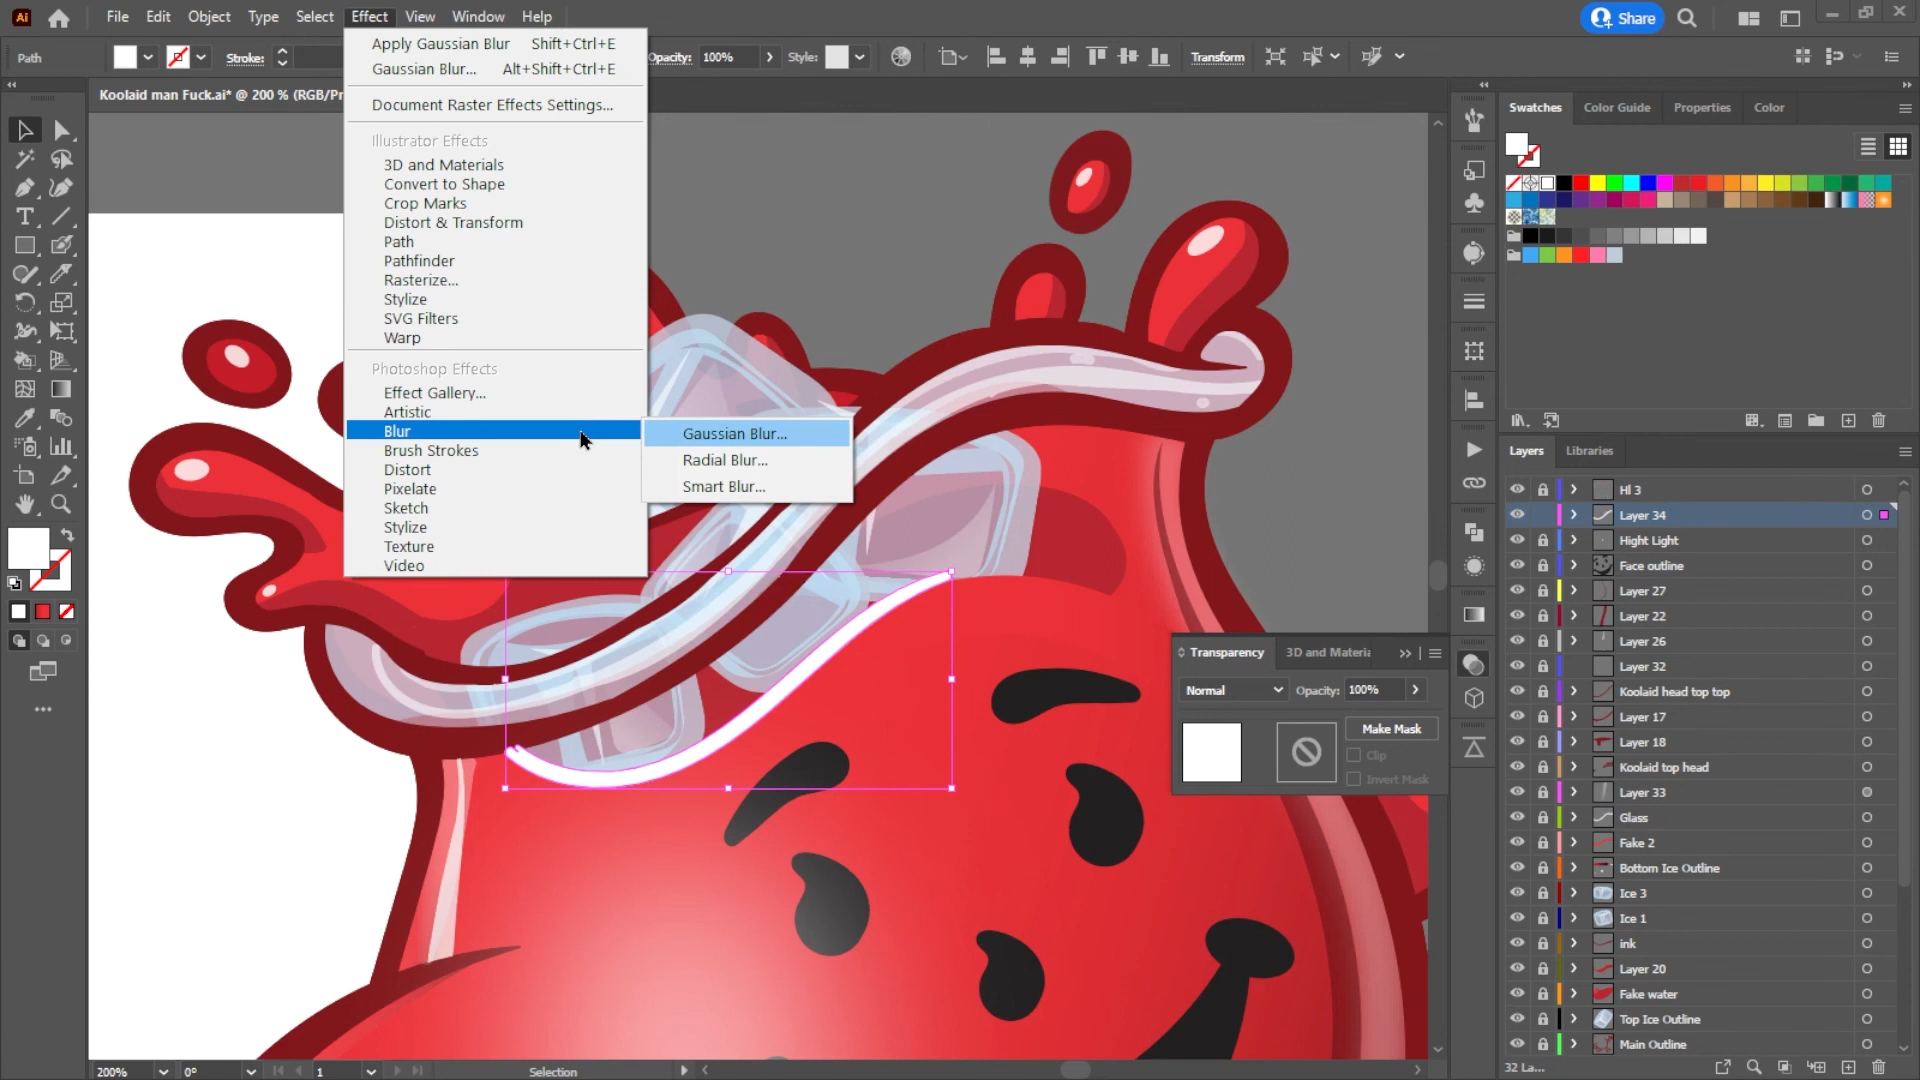 Ai File Edit Object Type Select Effect View Window Help Share
Path Stroke: Opacity: 100% Style: Transform
Koolaid man Fuck.ai* @ 200 % (RGB/Pr
Apply Gaussian Blur Shift+Ctrl+E
Gaussian Blur... Alt+Shift+Ctrl+E
Document Raster Effects Settings...
Illustrator Effects
3D and Materials
Convert to Shape
Crop Marks
Distort & Transform
Path
Pathfinder
Rasterize...
Stylize
SVG Filters
Warp
Photoshop Effects
Effect Gallery...
Artistic
Blur
Brush Strokes
Distort
Pixelate
Sketch
Stylize
Texture
Video
Gaussian Blur...
Radial Blur...
Smart Blur...
Transparency 3D and Materia
Normal Opacity: 100%
Make Mask
Clip
Invert Mask
Swatches Color Guide Properties Color
Layers Libraries
Hl 3
Layer 34
Hight Light
Face outline
Layer 27
Layer 22
Layer 26
Layer 32
Koolaid head top top
Layer 17
Layer 18
Koolaid top head
Layer 33
Glass
Fake 2
Bottom Ice Outline
Ice 3
Ice 1
ink
Layer 20
Fake water
Top Ice Outline
Main Outline
32 La...
200% 0° 1 Selection